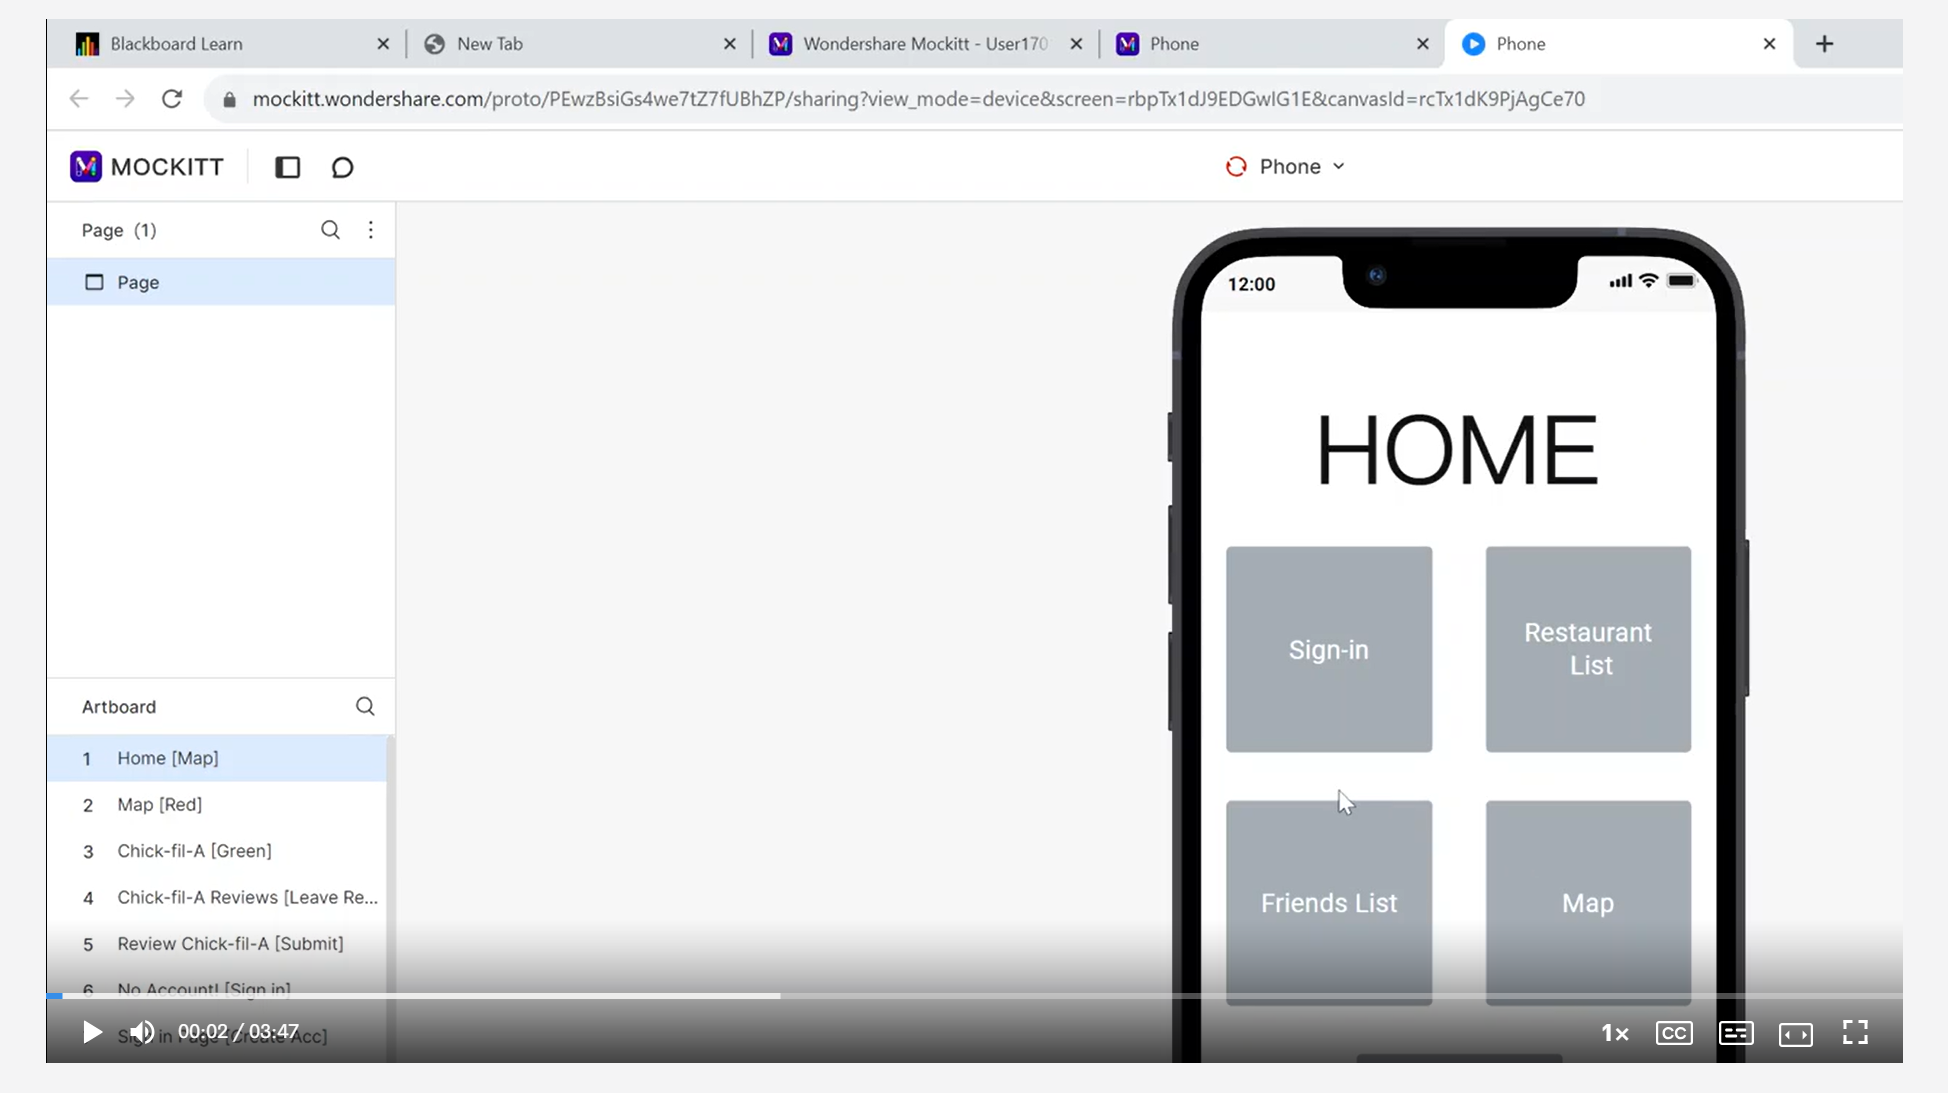 Blackboard Learn
New Tab
Wondershare Mockitt - User170
Phone
Phone
mockitt.wondershare.com/proto/PEwzBsiGs4we7tZ7fUBhZP/sharing?view_mode=device&screen=rbpTx1dJ9EDGwIG1E&canvasId=rcTx1dK9PjAgCe70
MOCKITT
Phone
Page (1)
Page
12:00
HOME
Sign-in
Restaurant
List
Friends List
Map
Artboard
1 Home [Map]
2 Map [Red]
3 Chick-fil-A [Green]
4 Chick-fil-A Reviews [Leave Re...
5 Review Chick-fil-A [Submit]
6 No Account! [Sign in]
Sign in Page [Create Acc]
00:02 / 03:47
1×
CC